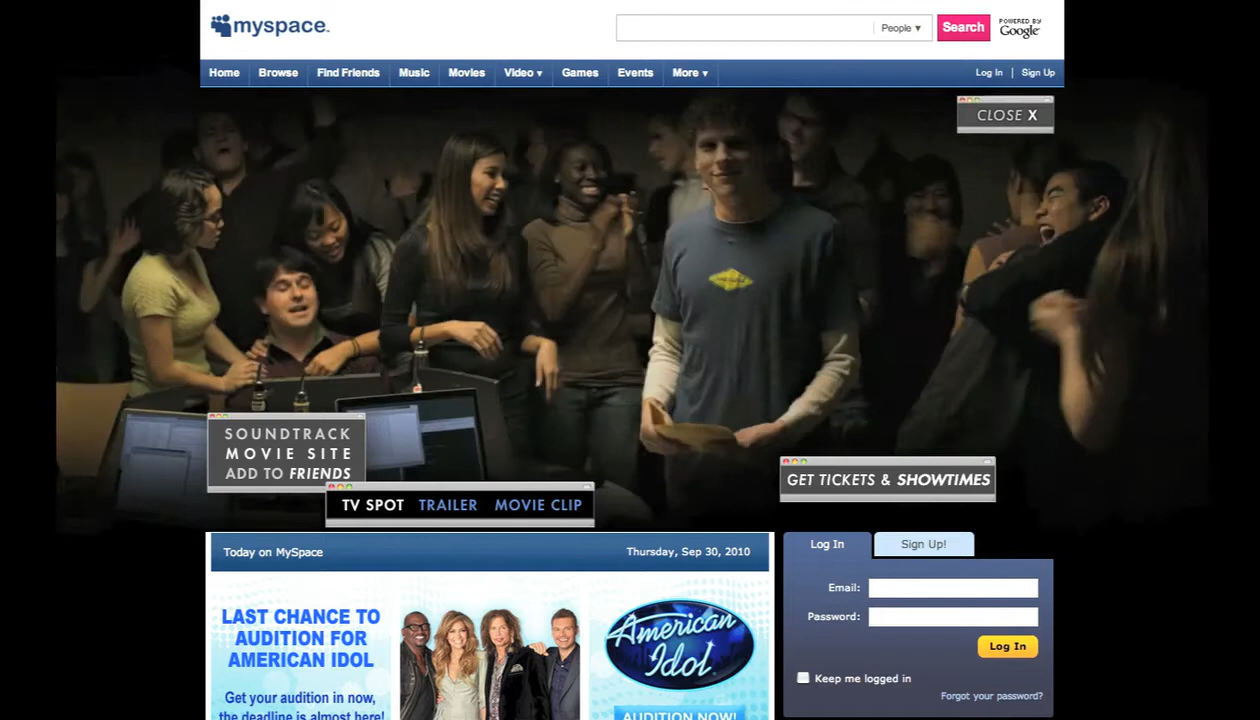 myspace.
People ▼
Search
POWERED BY
Google
Home
Browse
Find Friends
Music
Movies
Video ▼
Games
Events
More ▼
Log In | Sign Up
CLOSE X
SOUNDTRACK
MOVIE SITE
ADD TO FRIENDS
TV SPOT TRAILER MOVIE CLIP
GET TICKETS & SHOWTIMES
Today on MySpace
Thursday, Sep 30, 2010
LAST CHANCE TO
AUDITION FOR
AMERICAN IDOL
Get your audition in now,
the deadline is almost here!
American
Idol
AUDITION NOW!
Log In
Sign Up!
Email:
Password:
Log In
Keep me logged in
Forgot your password?